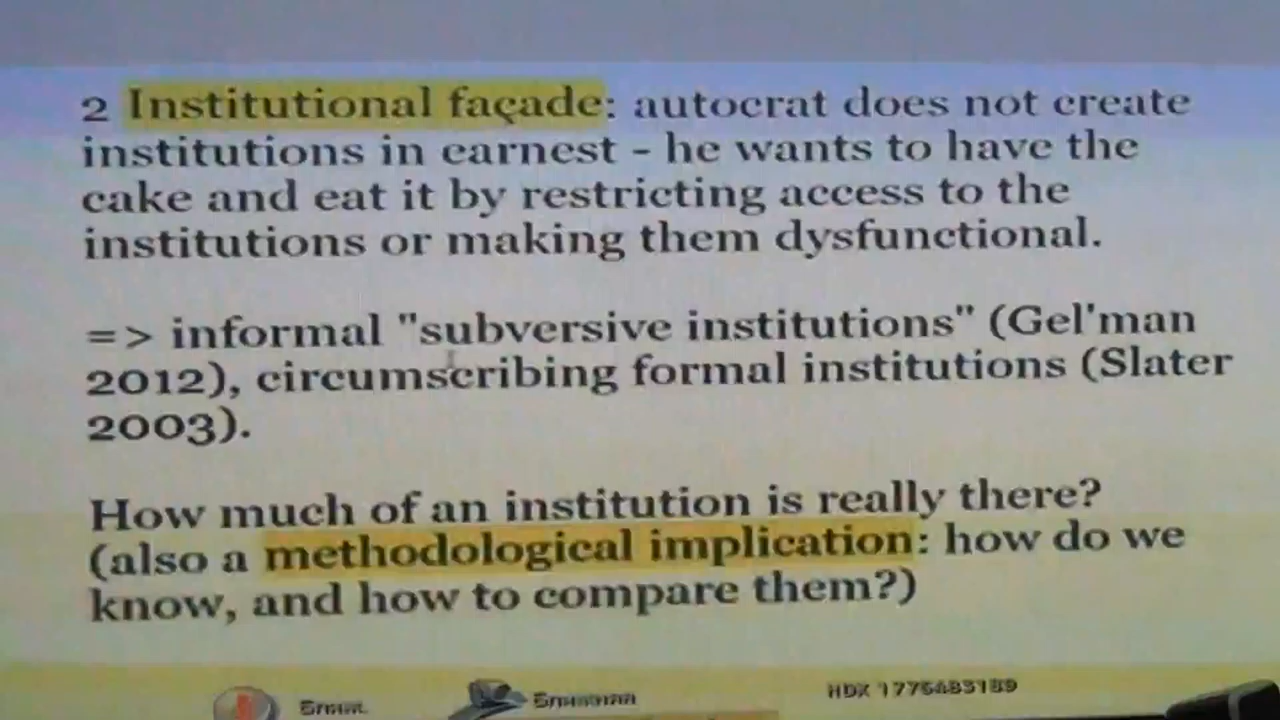 2 Institutional façade: autocrat does not create
institutions in earnest - he wants to have the
cake and eat it by restricting access to the
institutions or making them dysfunctional.
=> informal "subversive institutions" (Gel'man
2012), circumscribing formal institutions (Slater
2003).
How much of an institution is really there?
(also a methodological implication: how do we
know, and how to compare them?)
HDX